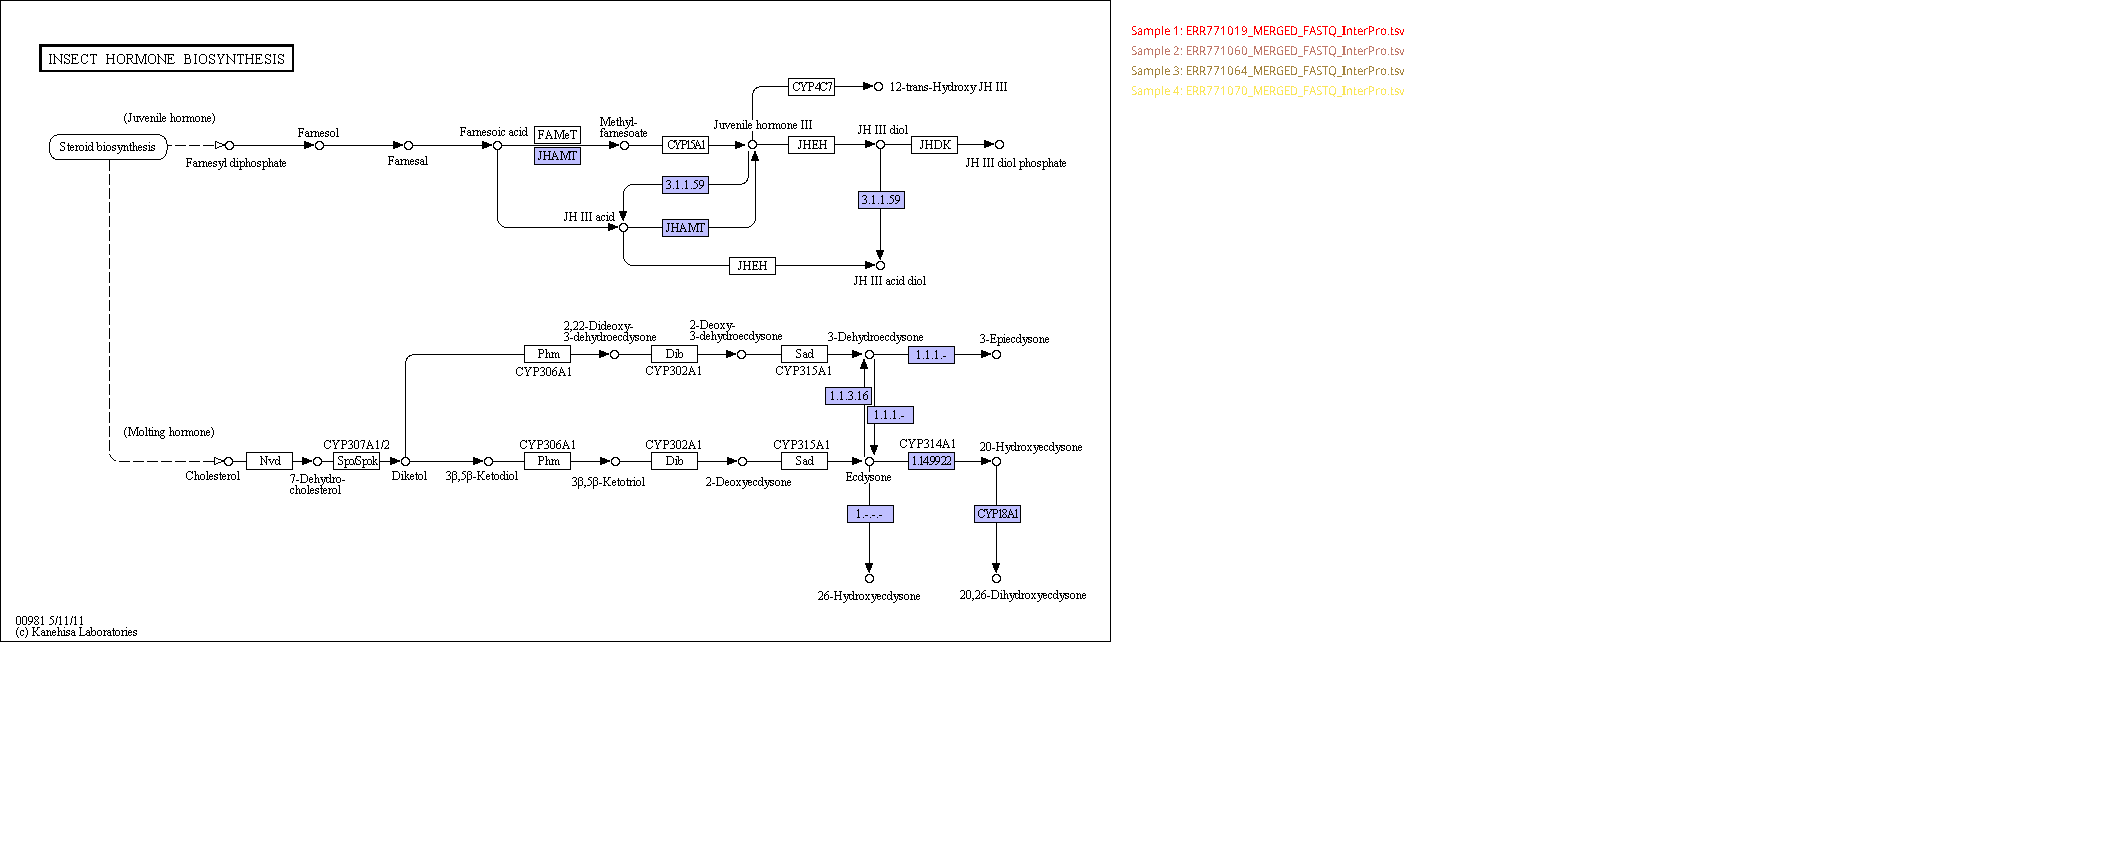 INSECT HORMONE BIOSYNTHESIS
Sample 1: ERR771019_MERGED_FASTQ_InterPro.tsv
Sample 2: ERR771060_MERGED_FASTQ_InterPro.tsv
Sample 3: ERR771064_MERGED_FASTQ_InterPro.tsv
Sample 4: ERR771070_MERGED_FASTQ_InterPro.tsv
CYP4C7
12-trans-Hydroxy JH III
(Juvenile hormone)
Steroid biosynthesis
Farnesyl diphosphate
Farnesol
Farnesal
Farnesoic acid
FAMeT
JHAMT
Methyl-
farnesoate
CYP15A1
Juvenile hormone III
JHEH
JH III diol
JHDK
JH III diol phosphate
3.1.1.59
3.1.1.59
JH III acid
JHAMT
JHEH
JH III acid diol
2,22-Dideoxy-
3-dehydroecdysone
2-Deoxy-
3-dehydroecdysone
3-Dehydroecdysone
3-Epiecdysone
Phm
CYP306A1
Dib
CYP302A1
Sad
CYP315A1
1.1.1.-
1.1.3.16
1.1.1.-
(Molting hormone)
Cholesterol
Nvd
7-Dehydro-
cholesterol
CYP307A1/2
Spo/Spok
Diketol
3β,5β-Ketodiol
CYP306A1
Phm
3β,5β-Ketotriol
CYP302A1
Dib
2-Deoxyecdysone
CYP315A1
Sad
Ecdysone
CYP314A1
1.14.99.22
20-Hydroxyecdysone
1.-.-.-
CYP18A1
26-Hydroxyecdysone
20,26-Dihydroxyecdysone
00981 5/11/11
(c) Kanehisa Laboratories